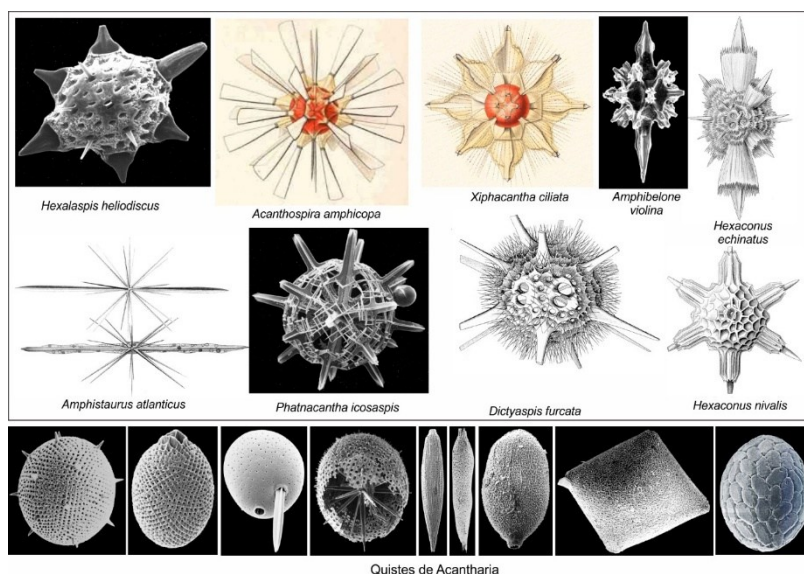 Hexalaspis heliodiscus
Acanthospira amphicopa
Xiphacantha ciliata
Amphibelone
violina
Hexaconus
echinatus
Amphistaurus atlanticus
Phatnacantha icosaspis
Dictyaspis furcata
Hexaconus nivalis
Quistes de Acantharia